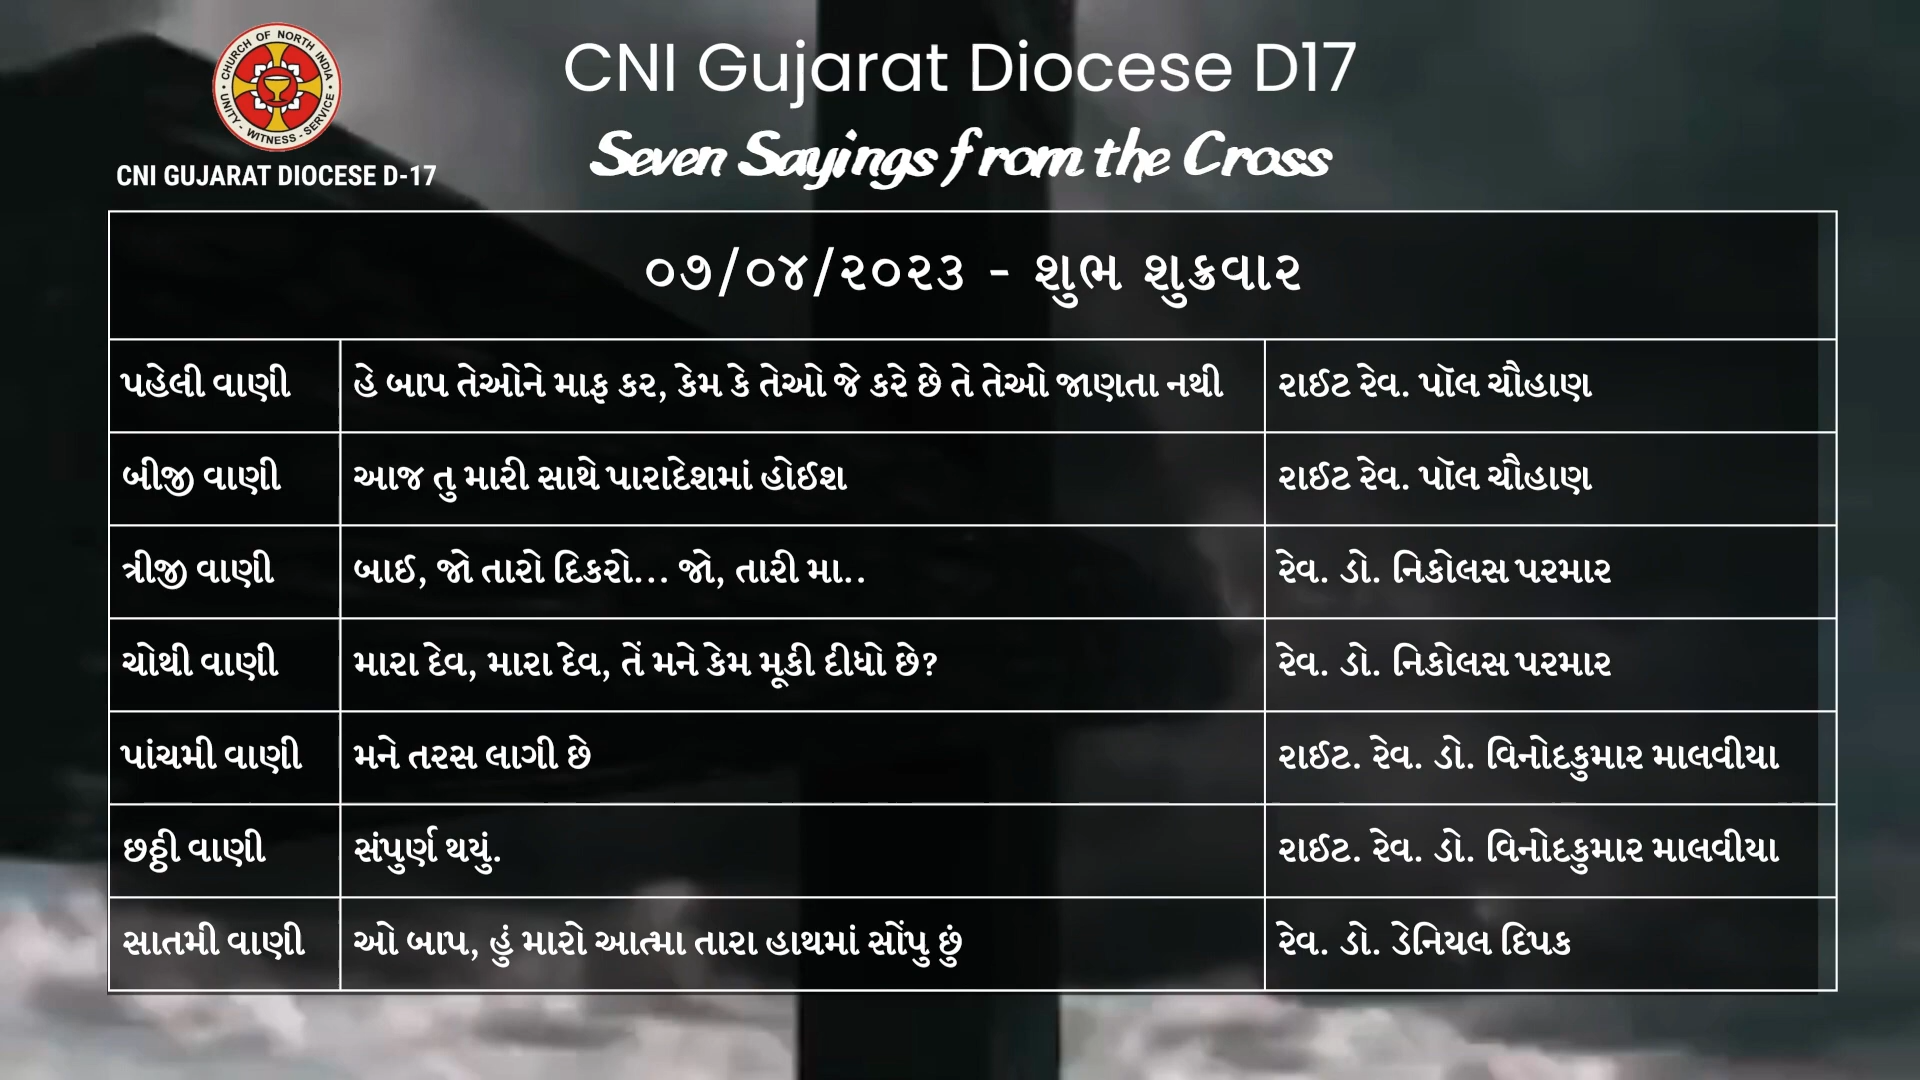 CHURCH OF NORTH INDIA
UNITY - WITNESS - SERVICE
CNI GUJARAT DIOCESE D-17
CNI Gujarat Diocese D17
Seven Sayings from the Cross
૦૭/૦૪/૨૦૨૩ - શુભ શુક્રવાર
પહેલી વાણી હે બાપ તેઓને માફ કર, કેમ કે તેઓ જે કરે છે તે તેઓ જાણતા નથી રાઈટ રેવ. પૉલ ચૌહાણ
બીજી વાણી આજ તુ મારી સાથે પારાદેશમાં હોઈશ રાઈટ રેવ. પૉલ ચૌહાણ
ત્રીજી વાણી બાઈ, જો તારો દિકરો... જો, તારી મા.. રેવ. ડો. નિકોલસ પરમાર
ચોથી વાણી મારા દેવ, મારા દેવ, તેં મને કેમ મૂકી દીધો છે? રેવ. ડો. નિકોલસ પરમાર
પાંચમી વાણી મને તરસ લાગી છે રાઈટ. રેવ. ડો. વિનોદકુમાર માલવીયા
છઠ્ઠી વાણી સંપુર્ણ થયું. રાઈટ. રેવ. ડો. વિનોદકુમાર માલવીયા
સાતમી વાણી ઓ બાપ, હું મારો આત્મા તારા હાથમાં સોંપુ છું રેવ. ડો. ડેનિયલ દિપક